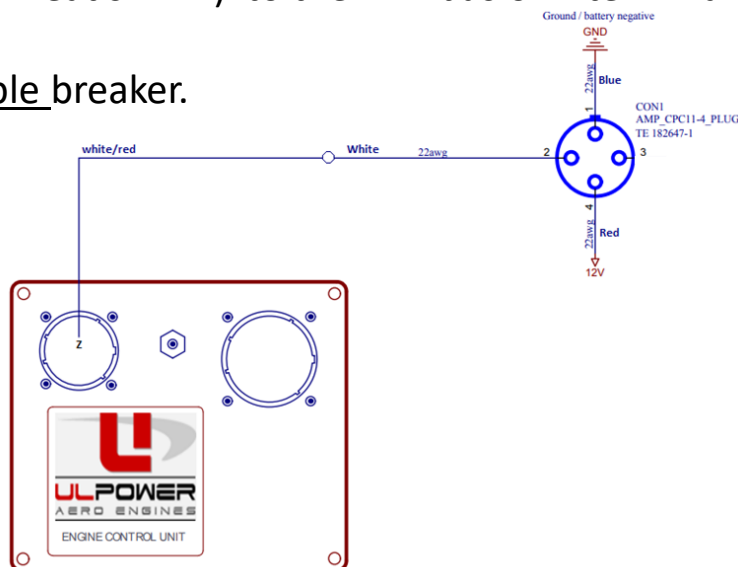 Ground / battery negative
GND
ple breaker.
22awg
Blue
1
CON1
AMP_CPC11-4_PLUG
TE 182647-1
white/red
White
22awg
2
3
4
22awg
Red
12V
Z
ULPOWER
AERO ENGINES
ENGINE CONTROL UNIT